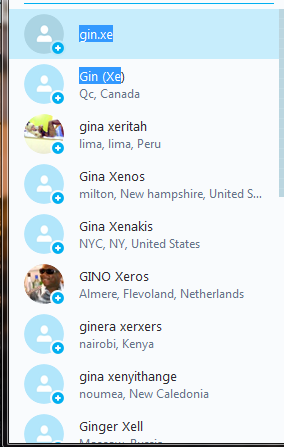 gin.xe
Gin (Xe)
Qc, Canada
gina xeritah
lima, lima, Peru
Gina Xenos
milton, New hampshire, United S...
Gina Xenakis
NYC, NY, United States
GINO Xeros
Almere, Flevoland, Netherlands
ginera xerxers
nairobi, Kenya
gina xenyithange
noumea, New Caledonia
Ginger Xell
Moscow, Russia